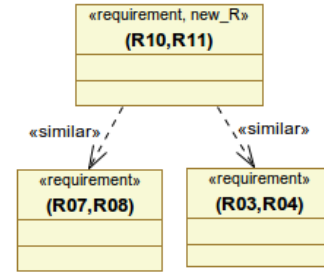 «requirement, new_R»
(R10,R11)
«similar»
«similar»
«requirement»
(R07,R08)
«requirement»
(R03,R04)